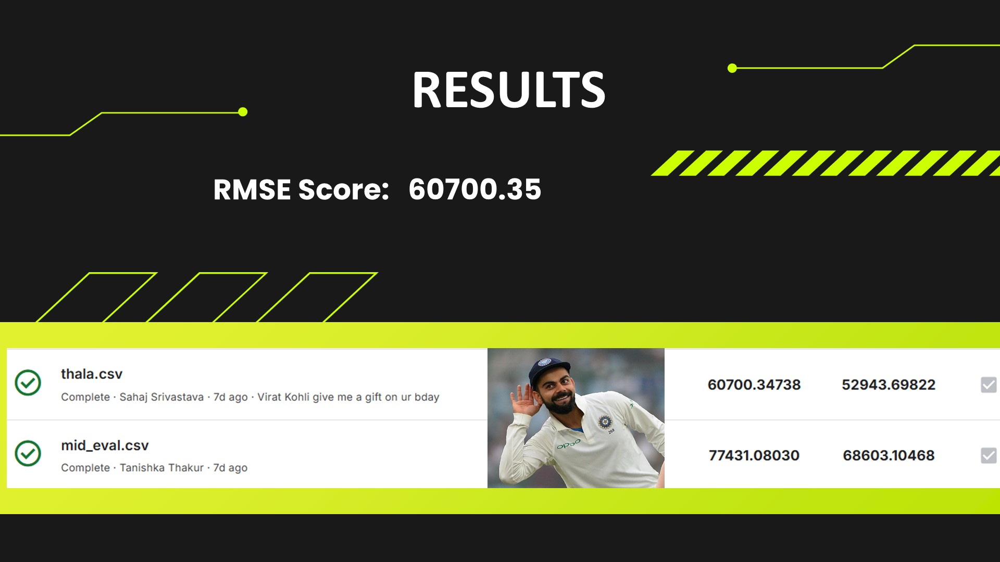 RESULTS
RMSE Score: 60700.35
thala.csv
Complete · Sahaj Srivastava · 7d ago · Virat Kohli give me a gift on ur bday
60700.34738 52943.69822
mid_eval.csv
Complete · Tanishka Thakur · 7d ago
77431.08030 68603.10468
269
oppo